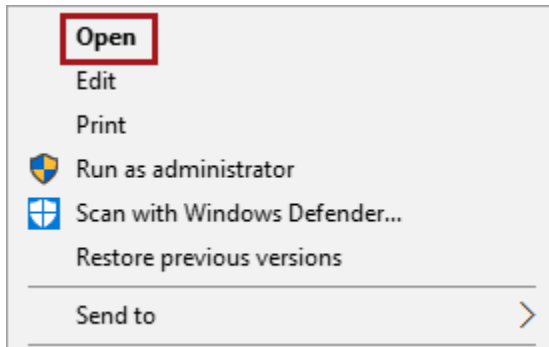 Open
Edit
Print
Run as administrator
Scan with Windows Defender...
Restore previous versions
Send to